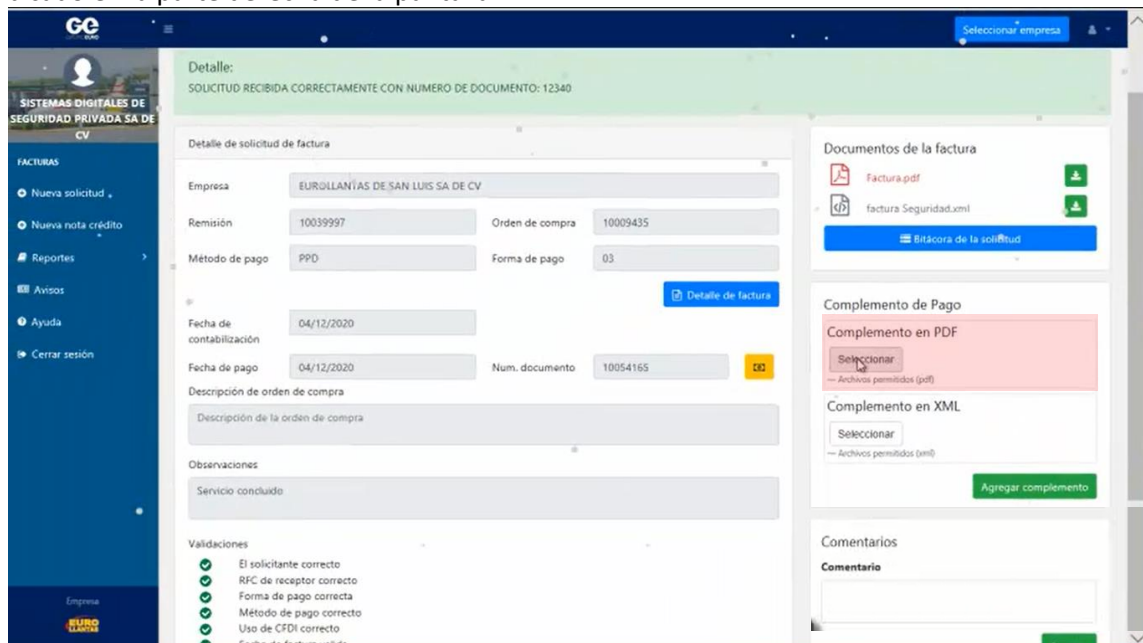 GE
GRUPO EURO
Seleccionar empresa
SISTEMAS DIGITALES DE
SEGURIDAD PRIVADA SA DE
CV
FACTURAS
Nueva solicitud
Nueva nota crédito
Reportes
Avisos
Ayuda
Cerrar sesión
Empresa
EURO
LLANTAS
Detalle:
SOLICITUD RECIBIDA CORRECTAMENTE CON NUMERO DE DOCUMENTO: 12340
Detalle de solicitud de factura
Empresa EUROLLANTAS DE SAN LUIS SA DE CV
Remisión 10039997 Orden de compra 10009435
Método de pago PPD Forma de pago 03
Detalle de factura
Fecha de
contabilización 04/12/2020
Fecha de pago 04/12/2020 Num. documento 10054165
Descripción de orden de compra
Descripción de la orden de compra
Observaciones
Servicio concluido
Validaciones
El solicitante correcto
RFC de receptor correcto
Forma de pago correcta
Método de pago correcto
Uso de CFDI correcto
Documentos de la factura
Factura.pdf
factura Seguridad.xml
Bitácora de la solicitud
Complemento de Pago
Complemento en PDF
Seleccionar
— Archivos permitidos (pdf)
Complemento en XML
Seleccionar
— Archivos permitidos (xml)
Agregar complemento
Comentarios
Comentario